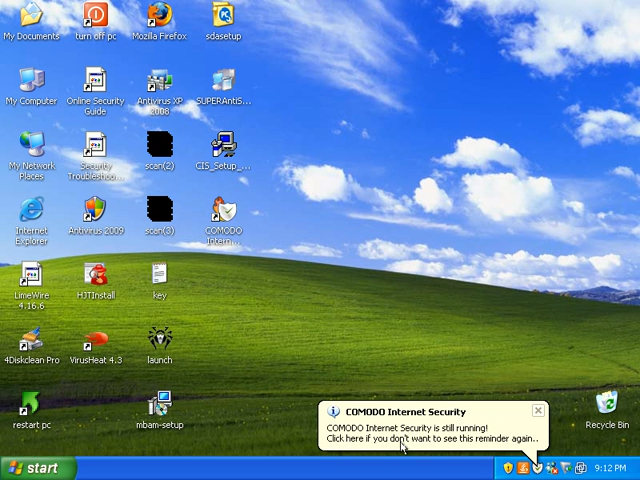 My Documents
turn off pc
Mozilla Firefox
sdasetup
My Computer
Online Security
Guide
Antivirus XP
2008
SUPERAntiS...
My Network
Places
Security
Troubleshoo...
scan(2)
CIS_Setup_...
Internet
Explorer
Antivirus 2009
scan(3)
COMODO
Intern...
LimeWire
4.16.6
HJTInstall
key
4Diskclean Pro
VirusHeat 4.3
launch
restart pc
mbam-setup
Recycle Bin
COMODO Internet Security
COMODO Internet Security is still running!
Click here if you don't want to see this reminder again..
start
9:12 PM